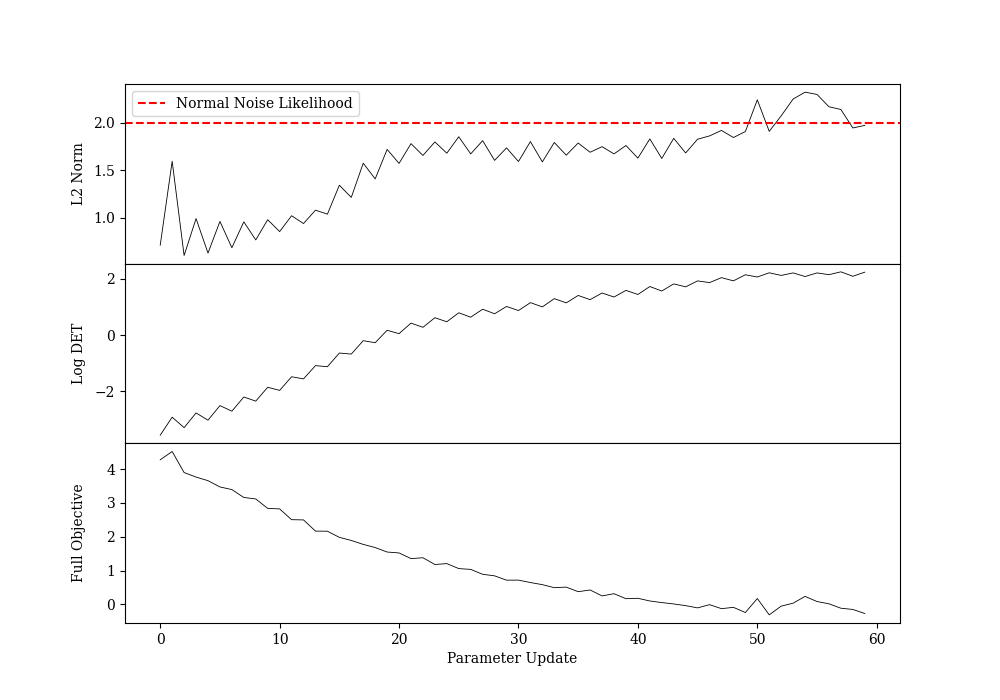 Normal Noise Likelihood
2.0
1.5
1.0
L2 Norm
2
0
−2
Log DET
4
3
2
1
0
Full Objective
0 10 20 30 40 50 60
Parameter Update